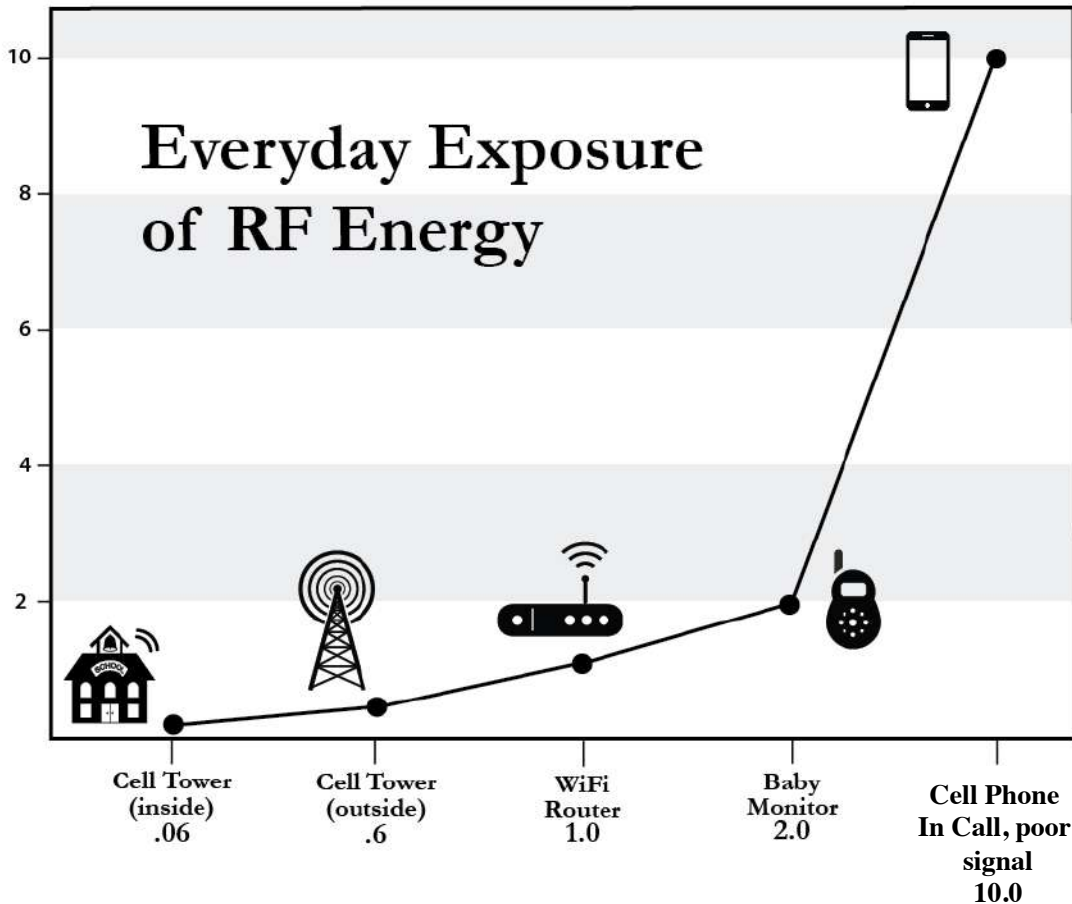 Everyday Exposure
of RF Energy
10
8
6
4
2
SCHOOL
Cell Tower
(inside)
.06
Cell Tower
(outside)
.6
WiFi
Router
1.0
Baby
Monitor
2.0
Cell Phone
In Call, poor
signal
10.0